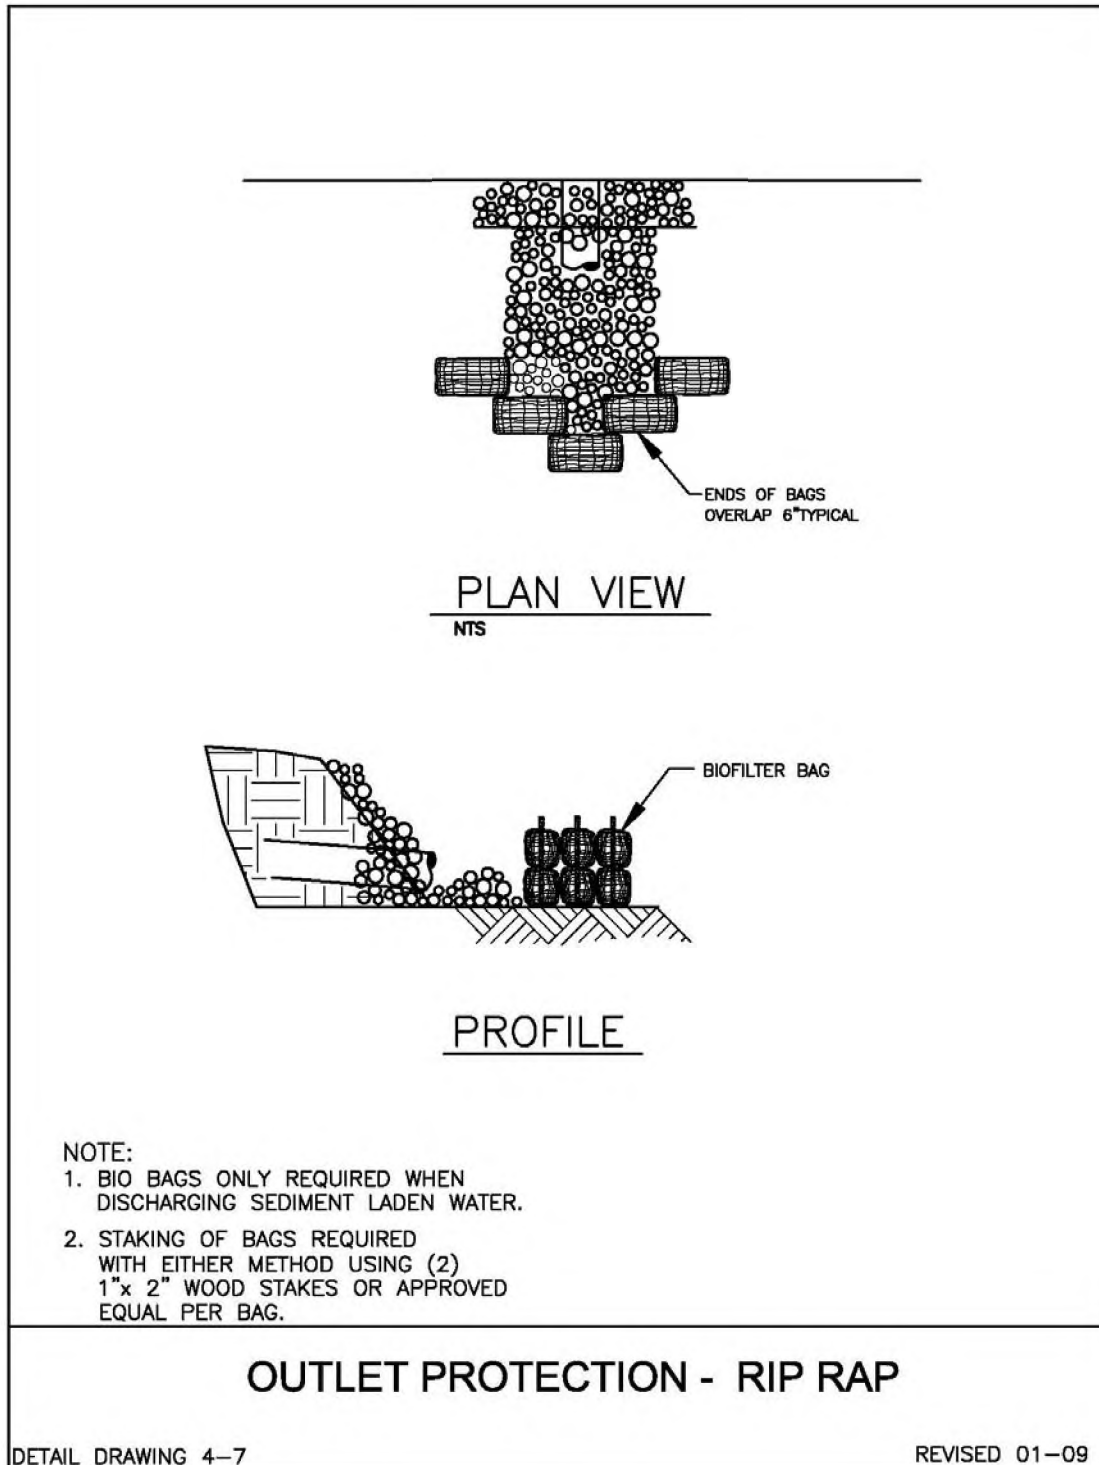 ENDS OF BAGS
OVERLAP 6"TYPICAL
PLAN VIEW
NTS
BIOFILTER BAG
PROFILE
NOTE:
1. BIO BAGS ONLY REQUIRED WHEN
DISCHARGING SEDIMENT LADEN WATER.
2. STAKING OF BAGS REQUIRED
WITH EITHER METHOD USING (2)
1"x 2" WOOD STAKES OR APPROVED
EQUAL PER BAG.
OUTLET PROTECTION - RIP RAP
DETAIL DRAWING 4-7
REVISED 01-09